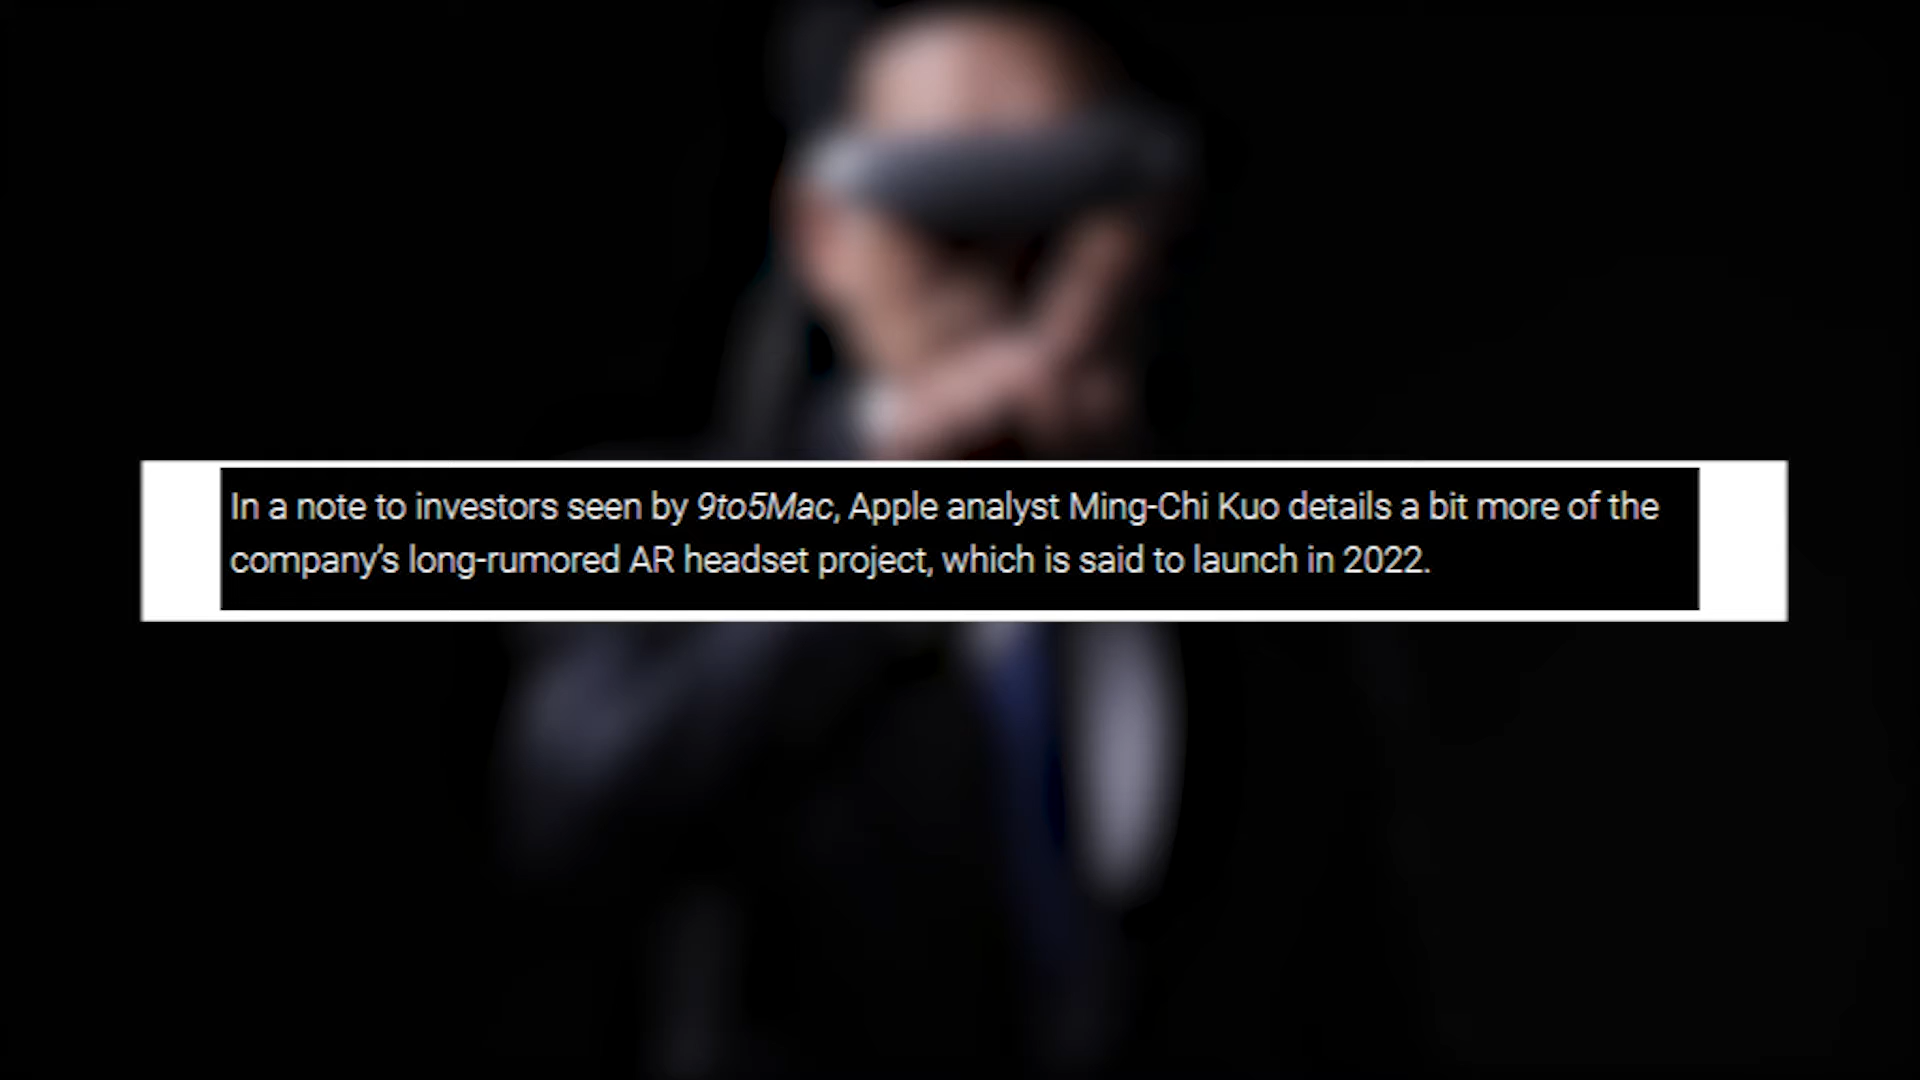 In a note to investors seen by 9to5Mac, Apple analyst Ming-Chi Kuo details a bit more of the
company’s long-rumored AR headset project, which is said to launch in 2022.